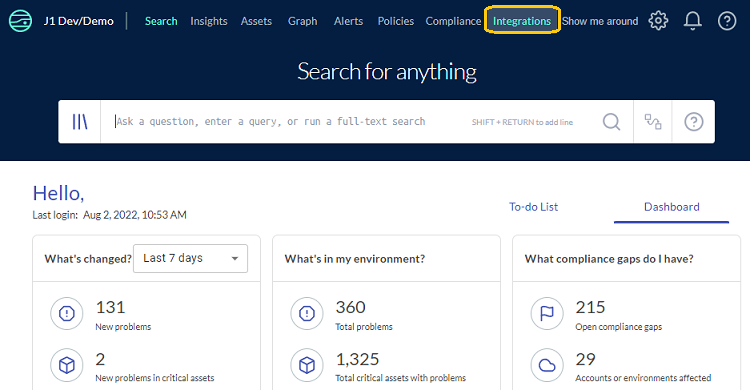 J1 Dev/Demo Search Insights Assets Graph Alerts Policies Compliance Integrations Show me around
Search for anything
Ask a question, enter a query, or run a full-text search SHIFT + RETURN to add line
Hello,
Last login: Aug 2, 2022, 10:53 AM
To-do List Dashboard
What's changed? Last 7 days
131
New problems
2
New problems in critical assets
What's in my environment?
360
Total problems
1,325
Total critical assets with problems
What compliance gaps do I have?
215
Open compliance gaps
29
Accounts or environments affected